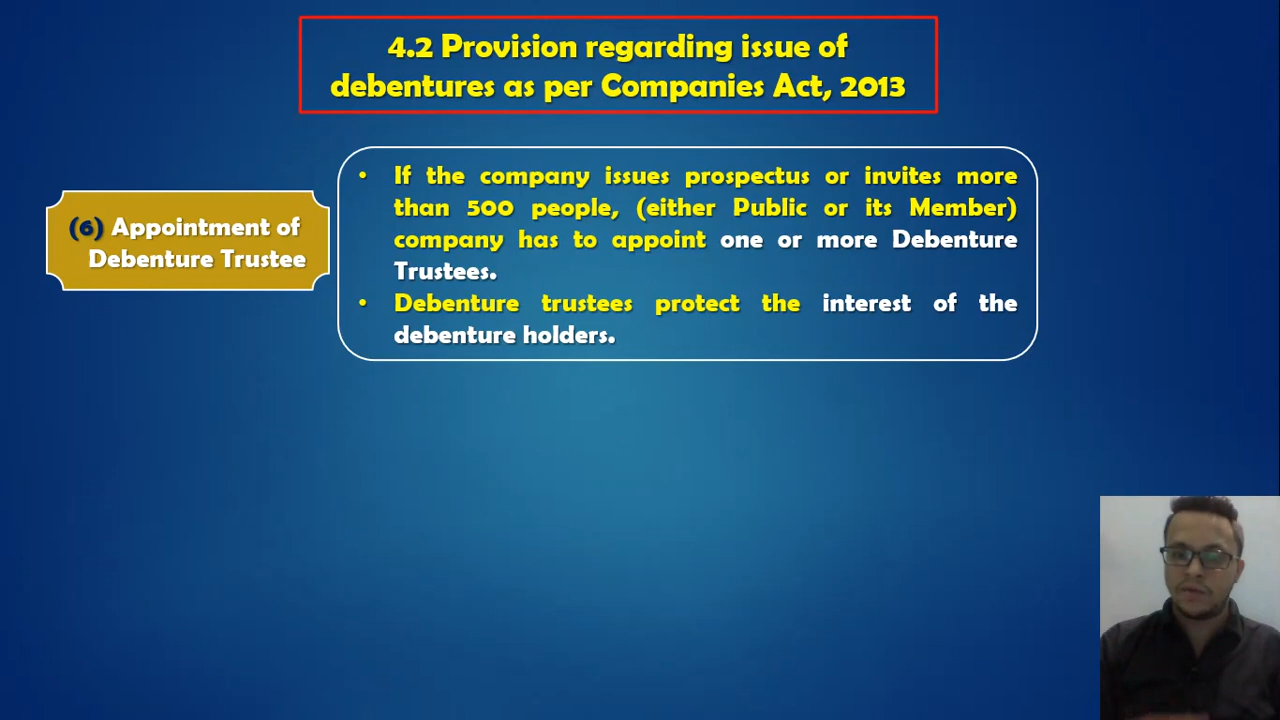 4.2 Provision regarding issue of
debentures as per Companies Act, 2013
(6) Appointment of
Debenture Trustee
• If the company issues prospectus or invites more
than 500 people, (either Public or its Member)
company has to appoint one or more Debenture
Trustees.
• Debenture trustees protect the interest of the
debenture holders.